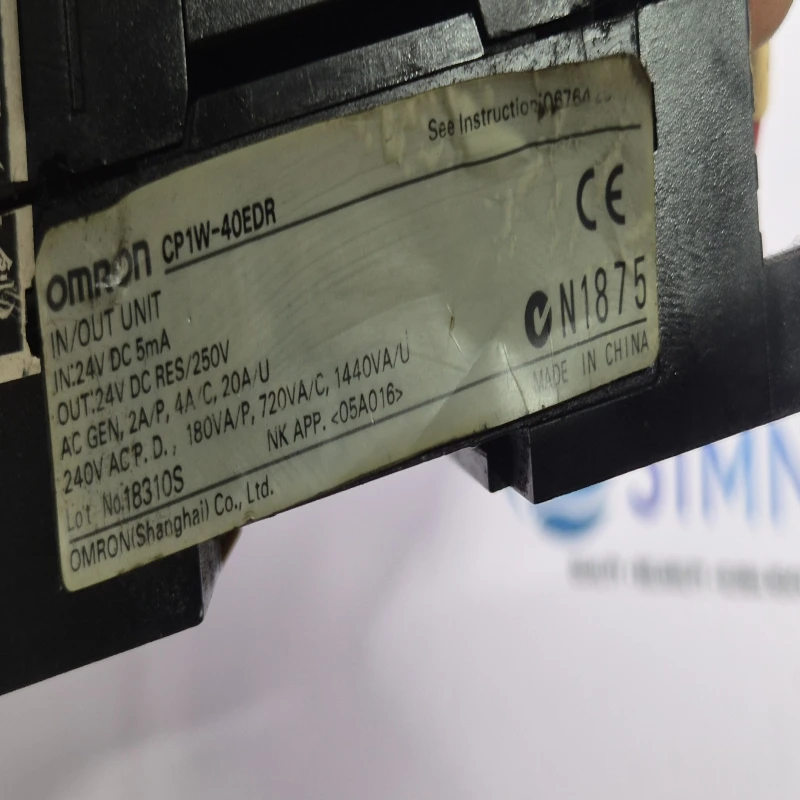 See Instruction
OMRON CP1W-40EDR
IN/OUT UNIT
IN:24V DC 5mA
OUT:24V DC RES/250V
AC GEN, 2A/P, 4A/C, 20A/U
240V AC P. D., 180VA/P, 720VA/C, 1440VA/U
NK APP. <05A016>
Lot No.18310S
OMRON(Shanghai) Co., Ltd.
CE
N1875
MADE IN CHINA
SIMN